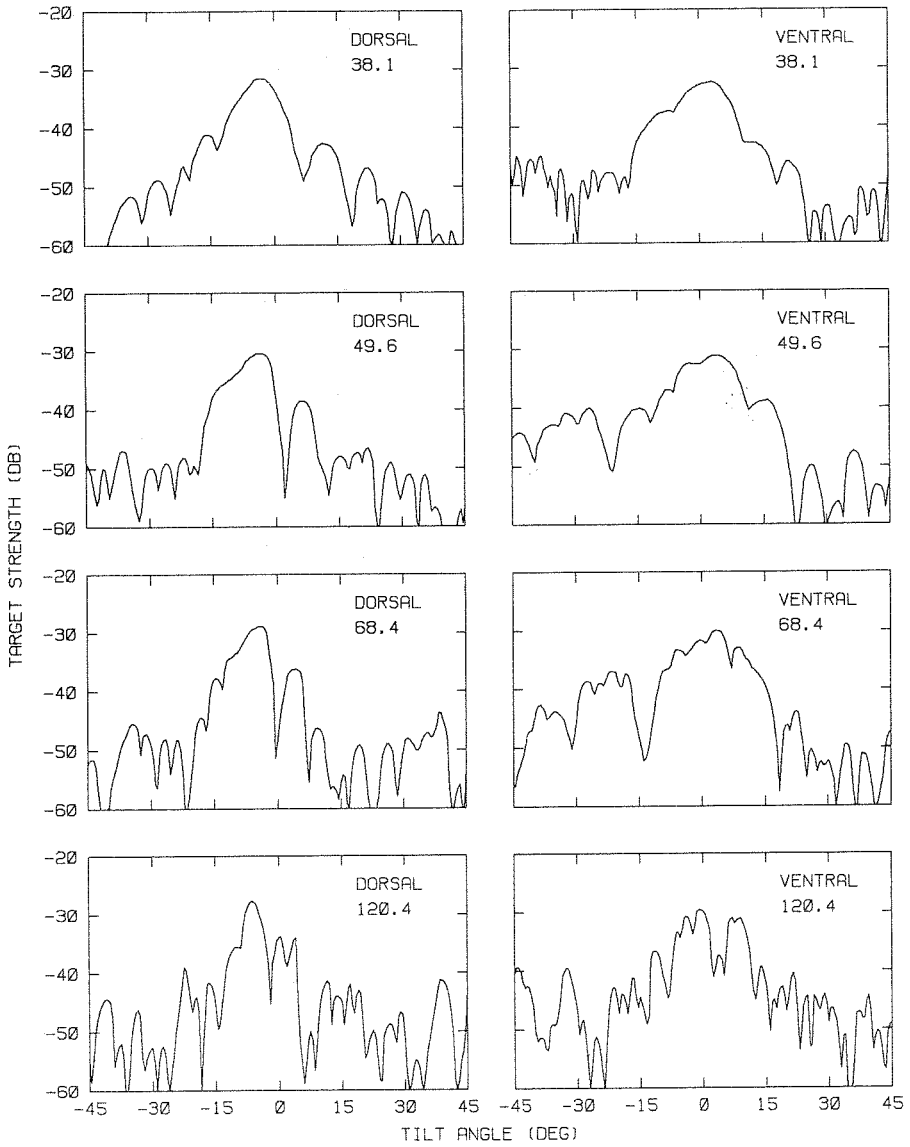 -20
-30
-40
-50
-60
DORSAL
38.1
VENTRAL
38.1
-20
-30
-40
-50
-60
DORSAL
49.6
VENTRAL
49.6
TARGET STRENGTH (DB)
-20
-30
-40
-50
-60
DORSAL
68.4
VENTRAL
68.4
-20
-30
-40
-50
-60
DORSAL
120.4
VENTRAL
120.4
-45 -30 -15 0 15 30 45
-45 -30 -15 0 15 30 45
TILT ANGLE (DEG)